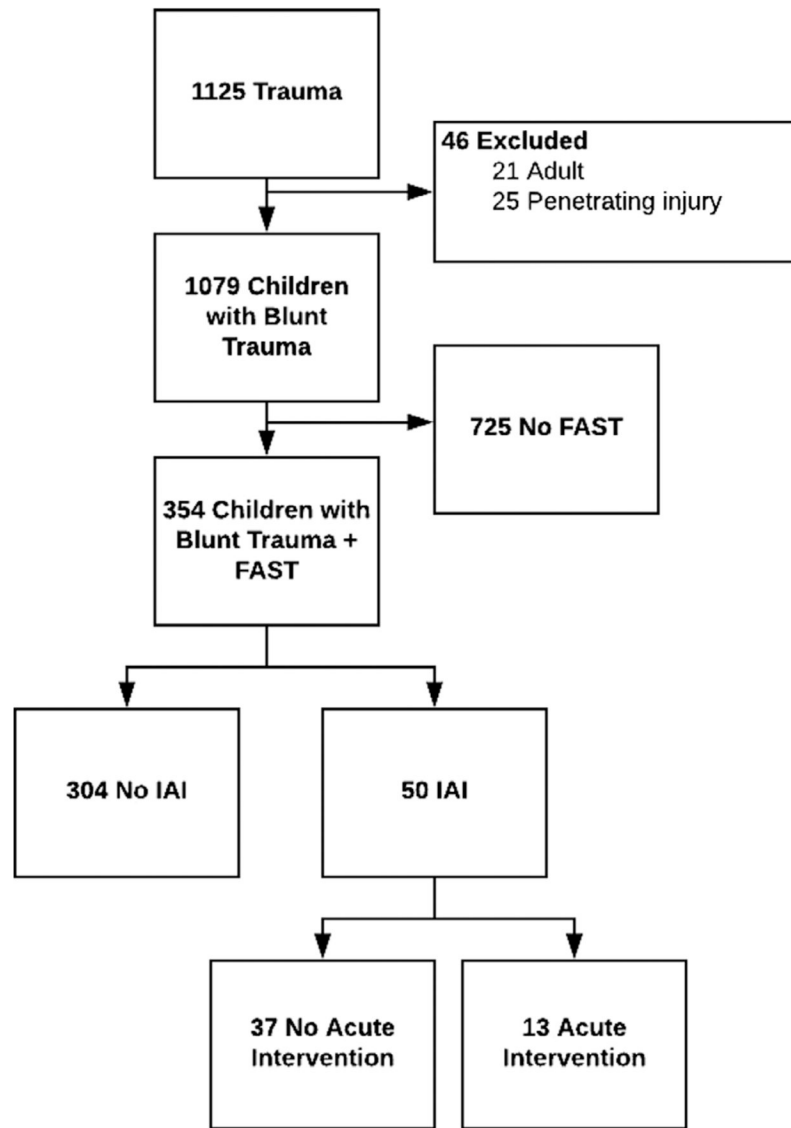 1125 Trauma
46 Excluded
21 Adult
25 Penetrating injury
1079 Children
with Blunt
Trauma
725 No FAST
354 Children with
Blunt Trauma +
FAST
304 No IAI
50 IAI
37 No Acute
Intervention
13 Acute
Intervention